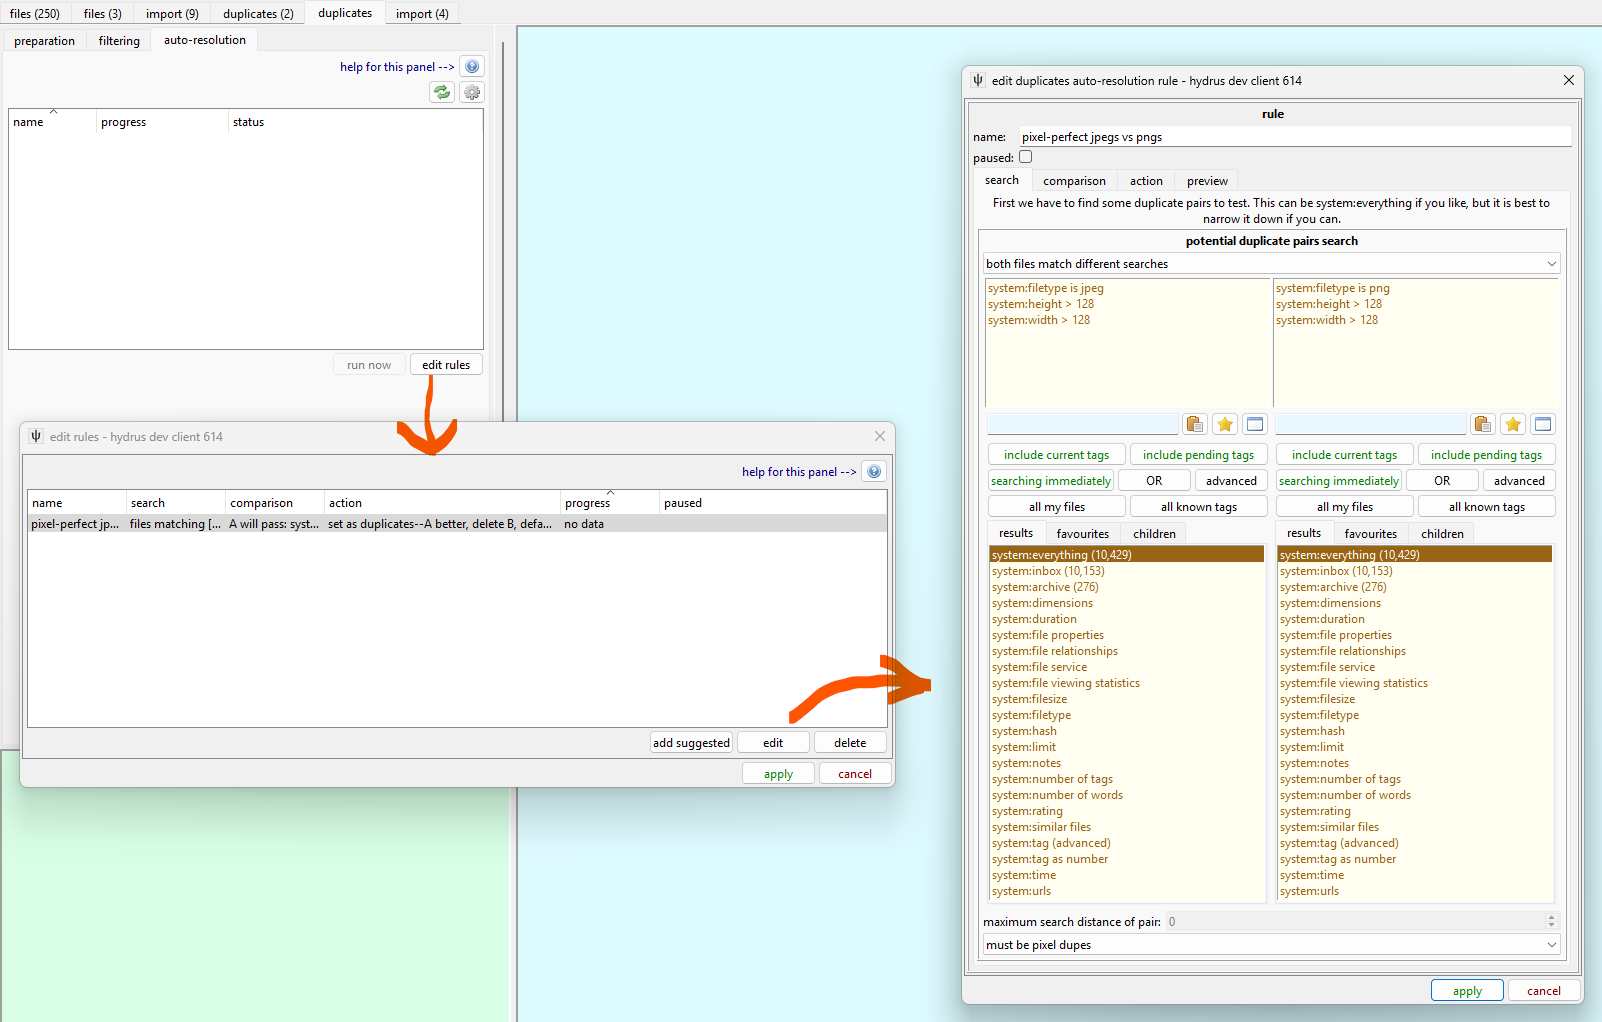 files (250) files (3) import (9) duplicates (2) duplicates import (4)
preparation filtering auto-resolution
help for this panel -->
name progress status
run now edit rules
edit rules - hydrus dev client 614
help for this panel -->
name search comparison action progress paused
pixel-perfect jp... files matching [... A will pass: syst... set as duplicates--A better, delete B, defa... no data
add suggested edit delete
apply cancel
edit duplicates auto-resolution rule - hydrus dev client 614
rule
name: pixel-perfect jpegs vs pngs
paused:
search comparison action preview
First we have to find some duplicate pairs to test. This can be system:everything if you like, but it is best to
narrow it down if you can.
potential duplicate pairs search
both files match different searches
system:filetype is jpeg
system:height > 128
system:width > 128
system:filetype is png
system:height > 128
system:width > 128
include current tags include pending tags
searching immediately OR advanced
all my files all known tags
results favourites children
system:everything (10,429)
system:inbox (10,153)
system:archive (276)
system:dimensions
system:duration
system:file properties
system:file relationships
system:file service
system:file viewing statistics
system:filesize
system:filetype
system:hash
system:limit
system:notes
system:number of tags
system:number of words
system:rating
system:similar files
system:tag (advanced)
system:tag as number
system:time
system:urls
include current tags include pending tags
searching immediately OR advanced
all my files all known tags
results favourites children
system:everything (10,429)
system:inbox (10,153)
system:archive (276)
system:dimensions
system:duration
system:file properties
system:file relationships
system:file service
system:file viewing statistics
system:filesize
system:filetype
system:hash
system:limit
system:notes
system:number of tags
system:number of words
system:rating
system:similar files
system:tag (advanced)
system:tag as number
system:time
system:urls
maximum search distance of pair: 0
must be pixel dupes
apply cancel